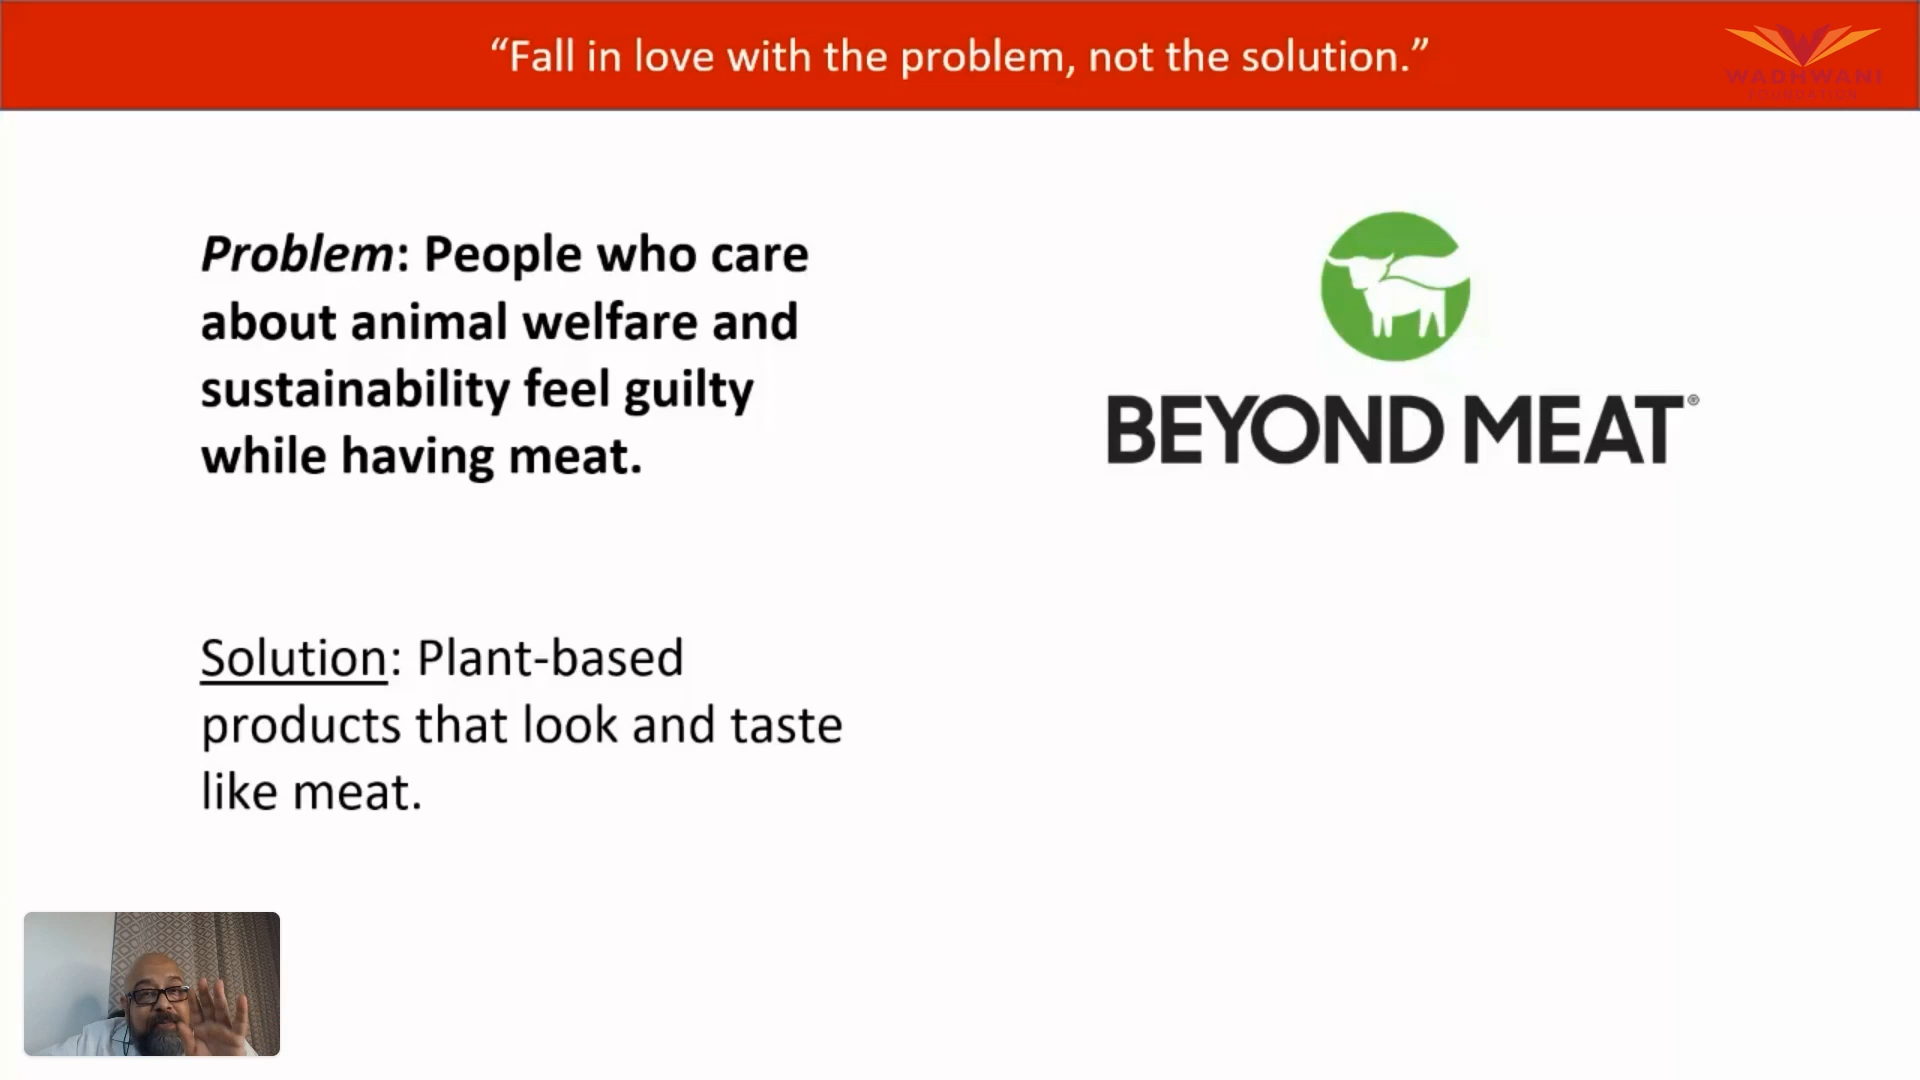 “Fall in love with the problem, not the solution.”
WADHWANI
FOUNDATION
Problem: People who care
about animal welfare and
sustainability feel guilty
while having meat.
BEYOND MEAT®
Solution: Plant-based
products that look and taste
like meat.